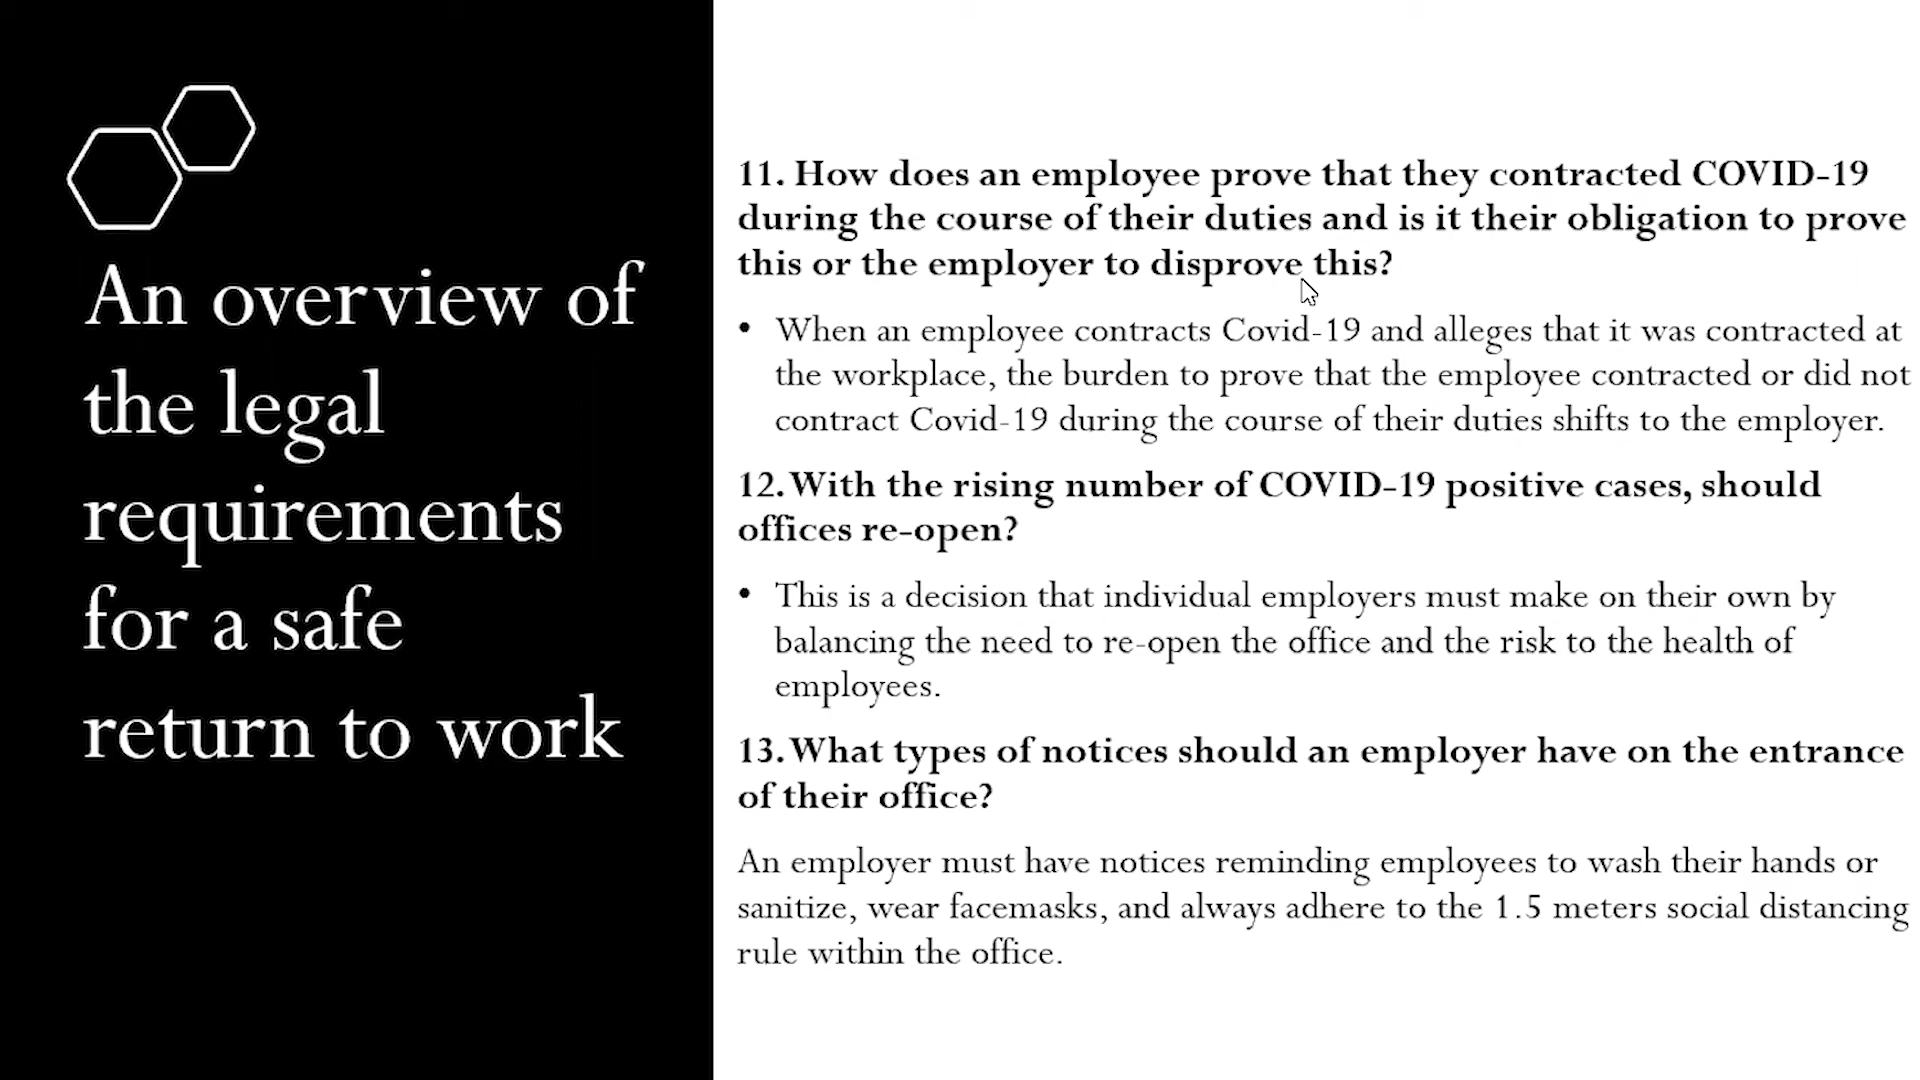 An overview of
the legal
requirements
for a safe
return to work
11. How does an employee prove that they contracted COVID-19
during the course of their duties and is it their obligation to prove
this or the employer to disprove this?
• When an employee contracts Covid-19 and alleges that it was contracted at
the workplace, the burden to prove that the employee contracted or did not
contract Covid-19 during the course of their duties shifts to the employer.
12. With the rising number of COVID-19 positive cases, should
offices re-open?
• This is a decision that individual employers must make on their own by
balancing the need to re-open the office and the risk to the health of
employees.
13. What types of notices should an employer have on the entrance
of their office?
An employer must have notices reminding employees to wash their hands or
sanitize, wear facemasks, and always adhere to the 1.5 meters social distancing
rule within the office.